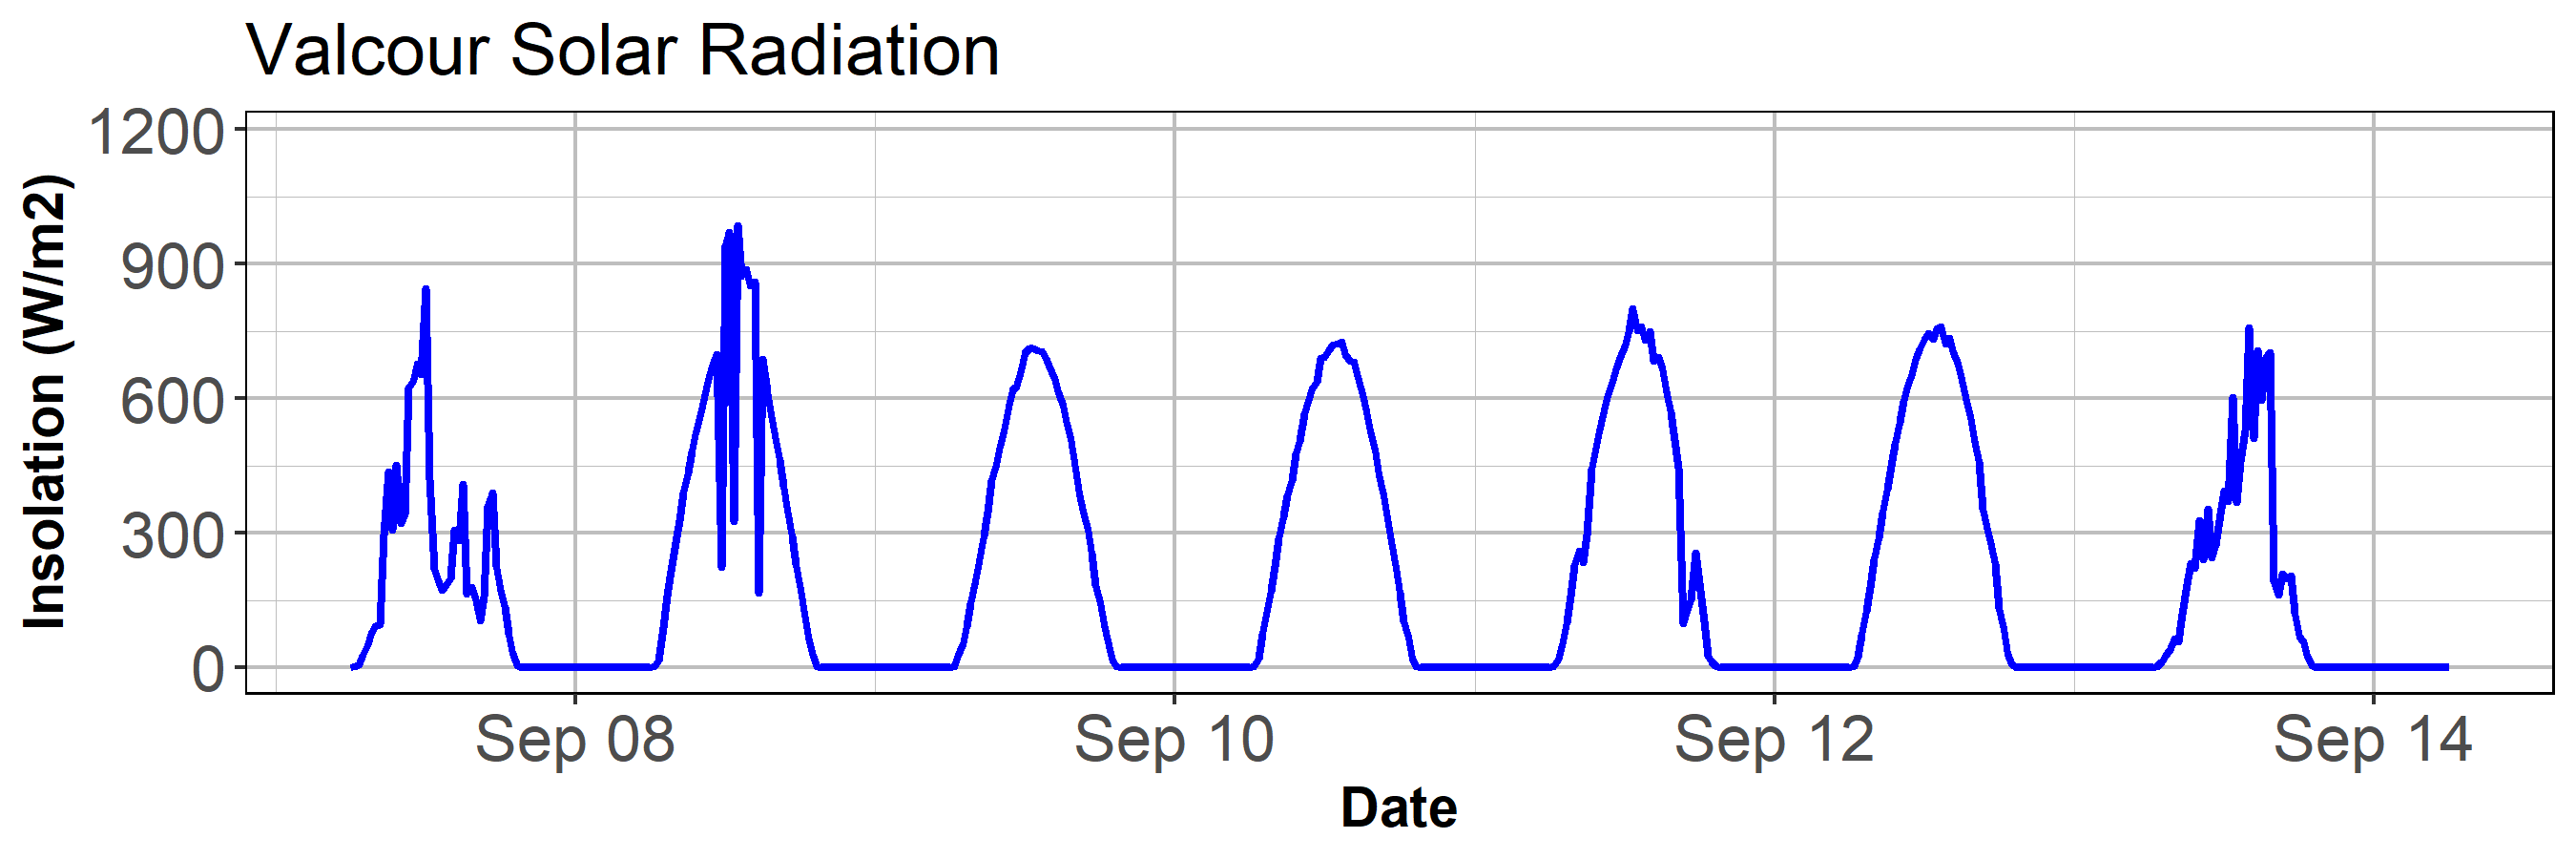 Valcour Solar Radiation
1200
900
600
300
0
Insolation (W/m2)
Sep 08
Sep 10
Sep 12
Sep 14
Date